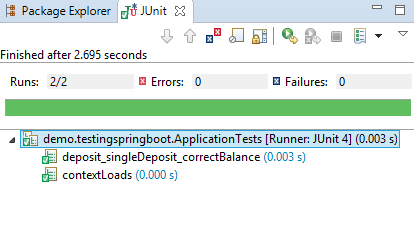 Package Explorer JUnit
Finished after 2.695 seconds
Runs: 2/2 Errors: 0 Failures: 0
demo.testingspringboot.ApplicationTests [Runner: JUnit 4] (0.003 s)
deposit_singleDeposit_correctBalance (0.003 s)
contextLoads (0.000 s)